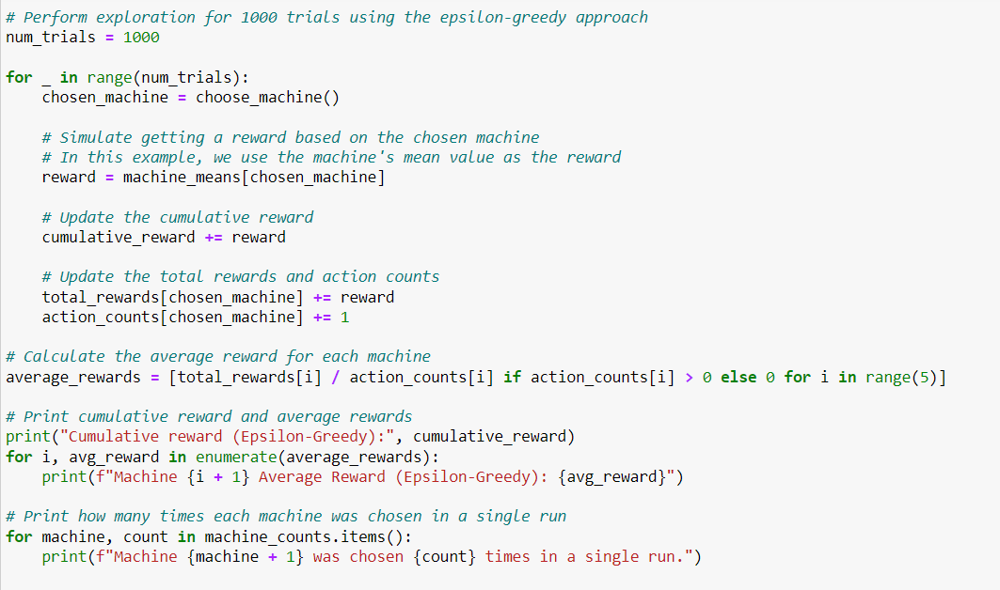 # Perform exploration for 1000 trials using the epsilon-greedy approach
num_trials = 1000
for _ in range(num_trials):
    chosen_machine = choose_machine()
    # Simulate getting a reward based on the chosen machine
    # In this example, we use the machine's mean value as the reward
    reward = machine_means[chosen_machine]
    # Update the cumulative reward
    cumulative_reward += reward
    # Update the total rewards and action counts
    total_rewards[chosen_machine] += reward
    action_counts[chosen_machine] += 1
# Calculate the average reward for each machine
average_rewards = [total_rewards[i] / action_counts[i] if action_counts[i] > 0 else 0 for i in range(5)]
# Print cumulative reward and average rewards
print("Cumulative reward (Epsilon-Greedy):", cumulative_reward)
for i, avg_reward in enumerate(average_rewards):
    print(f"Machine {i + 1} Average Reward (Epsilon-Greedy): {avg_reward}")
# Print how many times each machine was chosen in a single run
for machine, count in machine_counts.items():
    print(f"Machine {machine + 1} was chosen {count} times in a single run.")